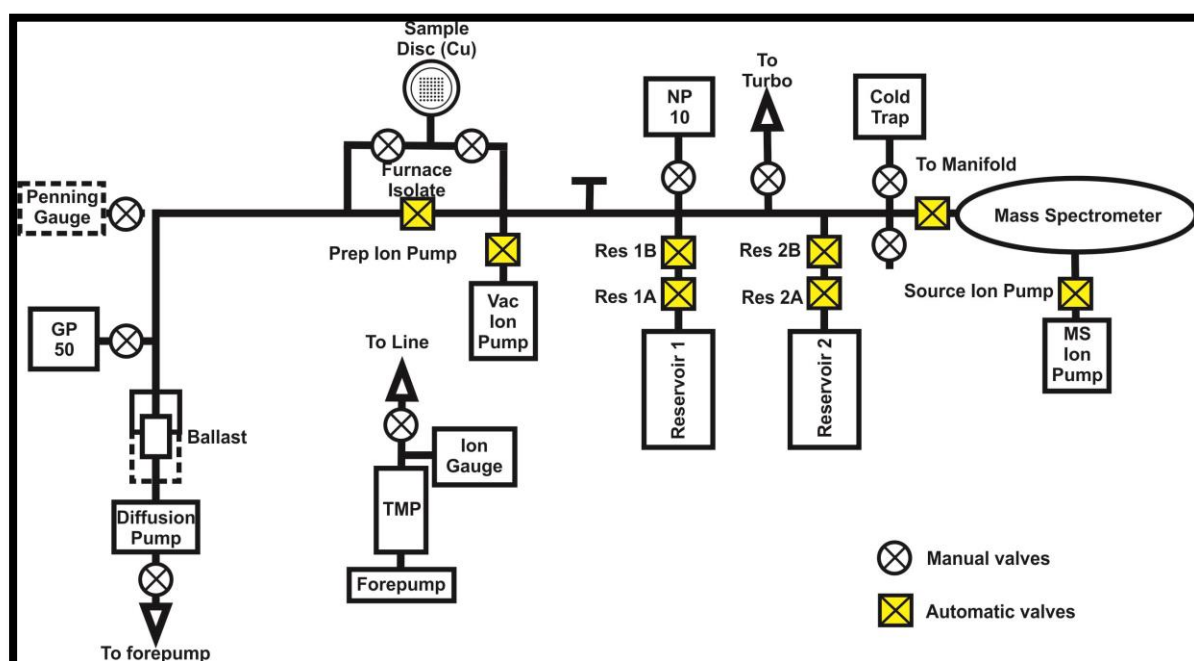 Sample
Disc (Cu)
To
Turbo
NP
10
Cold
Trap
To Manifold
Furnace
Isolate
Penning
Gauge
Mass Spectrometer
Prep Ion Pump
Res 1B
Res 2B
Vac
Ion
Pump
Res 1A
Res 2A
Source Ion Pump
GP
50
To Line
MS
Ion
Pump
Reservoir 1
Reservoir 2
Ballast
Ion
Gauge
TMP
Diffusion
Pump
Forepump
Manual valves
Automatic valves
To forepump